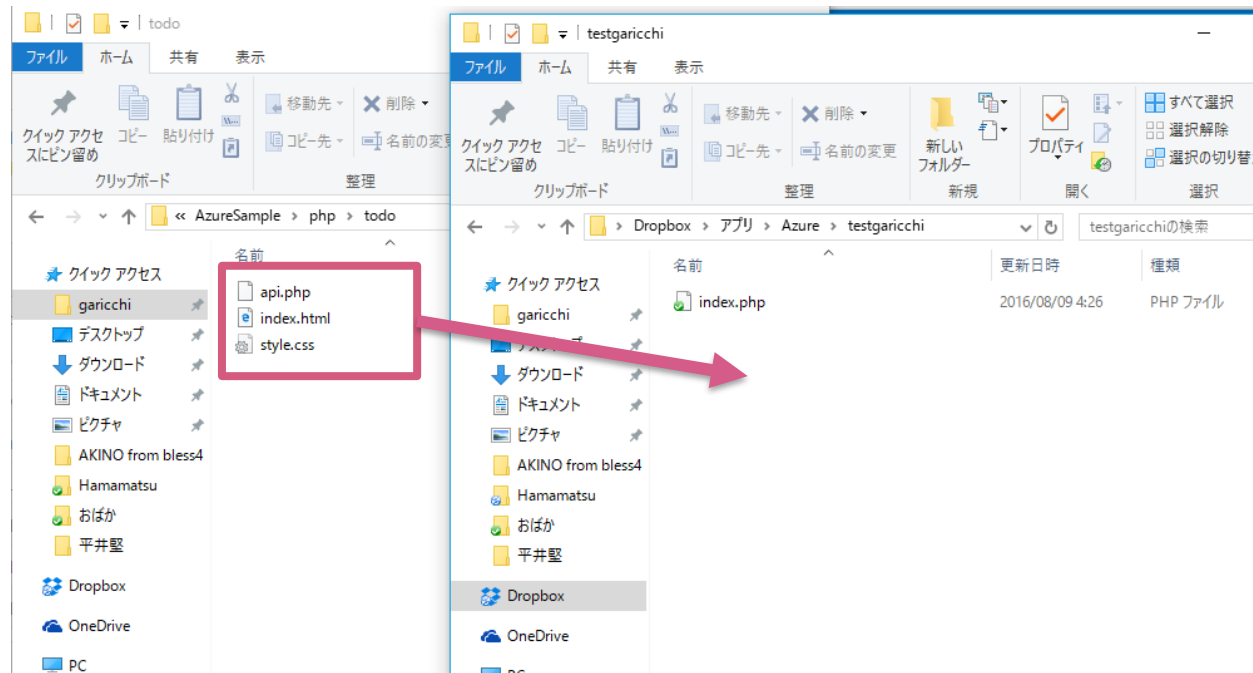 todo
ファイル ホーム 共有 表示
クイック アクセ
スにピン留め
コピー
貼り付け
移動先
コピー先
削除
名前の変更
クリップボード
整理
« AzureSample > php > todo
名前
クイック アクセス
garicchi
デスクトップ
ダウンロード
ドキュメント
ピクチャ
AKINO from bless4
Hamamatsu
おばか
平井堅
Dropbox
OneDrive
PC
api.php
index.html
style.css
testgaricchi
ファイル ホーム 共有 表示
クイック アクセ
スにピン留め
コピー
貼り付け
移動先
コピー先
削除
名前の変更
新しい
フォルダー
プロパティ
すべて選択
選択解除
選択の切り替
クリップボード
整理
新規
開く
選択
> Dropbox > アプリ > Azure > testgaricchi
testgaricchiの検索
名前 更新日時 種類
index.php 2016/08/09 4:26 PHP ファイル
クイック アクセス
garicchi
デスクトップ
ダウンロード
ドキュメント
ピクチャ
AKINO from bless4
Hamamatsu
おばか
平井堅
Dropbox
OneDrive
PC